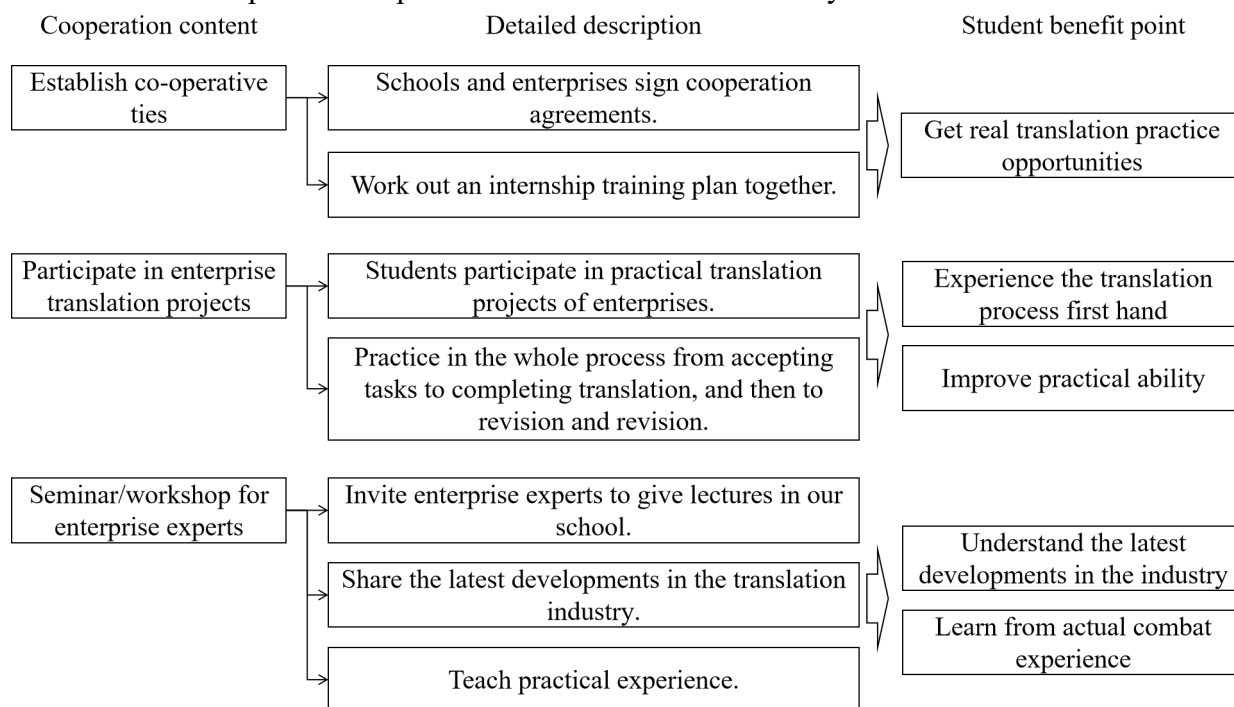 Cooperation content
Detailed description
Student benefit point
Establish co-operative
ties
Schools and enterprises sign cooperation
agreements.
Work out an internship training plan together.
Get real translation practice
opportunities
Participate in enterprise
translation projects
Students participate in practical translation
projects of enterprises.
Practice in the whole process from accepting
tasks to completing translation, and then to
revision and revision.
Experience the translation
process first hand
Improve practical ability
Seminar/workshop for
enterprise experts
Invite enterprise experts to give lectures in our
school.
Share the latest developments in the translation
industry.
Teach practical experience.
Understand the latest
developments in the industry
Learn from actual combat
experience